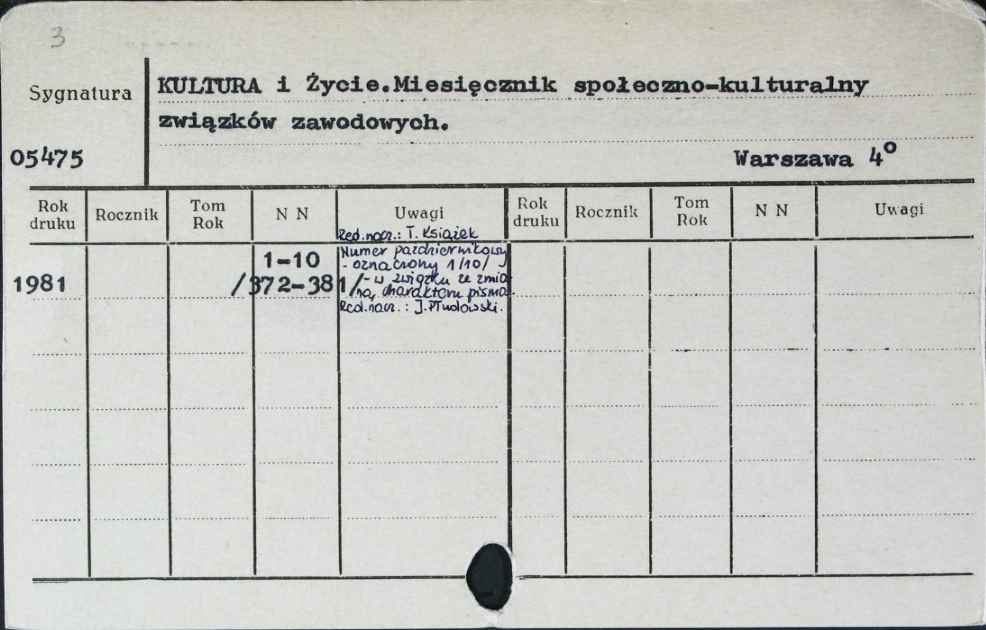 3
Sygnatura
KULTURA i Życie.Miesięcznik społeczno-kulturalny
związków zawodowych.
05475
Warszawa 4°
Rok druku Rocznik Tom Rok N N Uwagi Rok druku Rocznik Tom Rok N N Uwagi
Red.nacz.: T. Książek
1-10 Numer październikowy
- oznaczony 1/10/
1981 /372-381/ - w związku ze zmia
ną charakteru pisma.
Red.nacz.: J.Ptudowski.